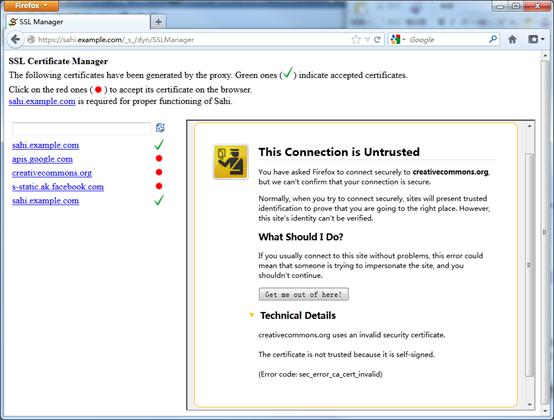 Firefox
SSL Manager
https://sahi.example.com/_s_/dyn/SSLManager
Google
SSL Certificate Manager
The following certificates have been generated by the proxy. Green ones ( ) indicate accepted certificates.
Click on the red ones ( ) to accept its certificate on the browser.
sahi.example.com is required for proper functioning of Sahi.
sahi.example.com
apis.google.com
creativecommons.org
s-static.ak.facebook.com
sahi.example.com
This Connection is Untrusted
You have asked Firefox to connect securely to creativecommons.org,
but we can't confirm that your connection is secure.
Normally, when you try to connect securely, sites will present trusted
identification to prove that you are going to the right place. However,
this site's identity can't be verified.
What Should I Do?
If you usually connect to this site without problems, this error could
mean that someone is trying to impersonate the site, and you
shouldn't continue.
Get me out of here!
Technical Details
creativecommons.org uses an invalid security certificate.
The certificate is not trusted because it is self-signed.
(Error code: sec_error_ca_cert_invalid)